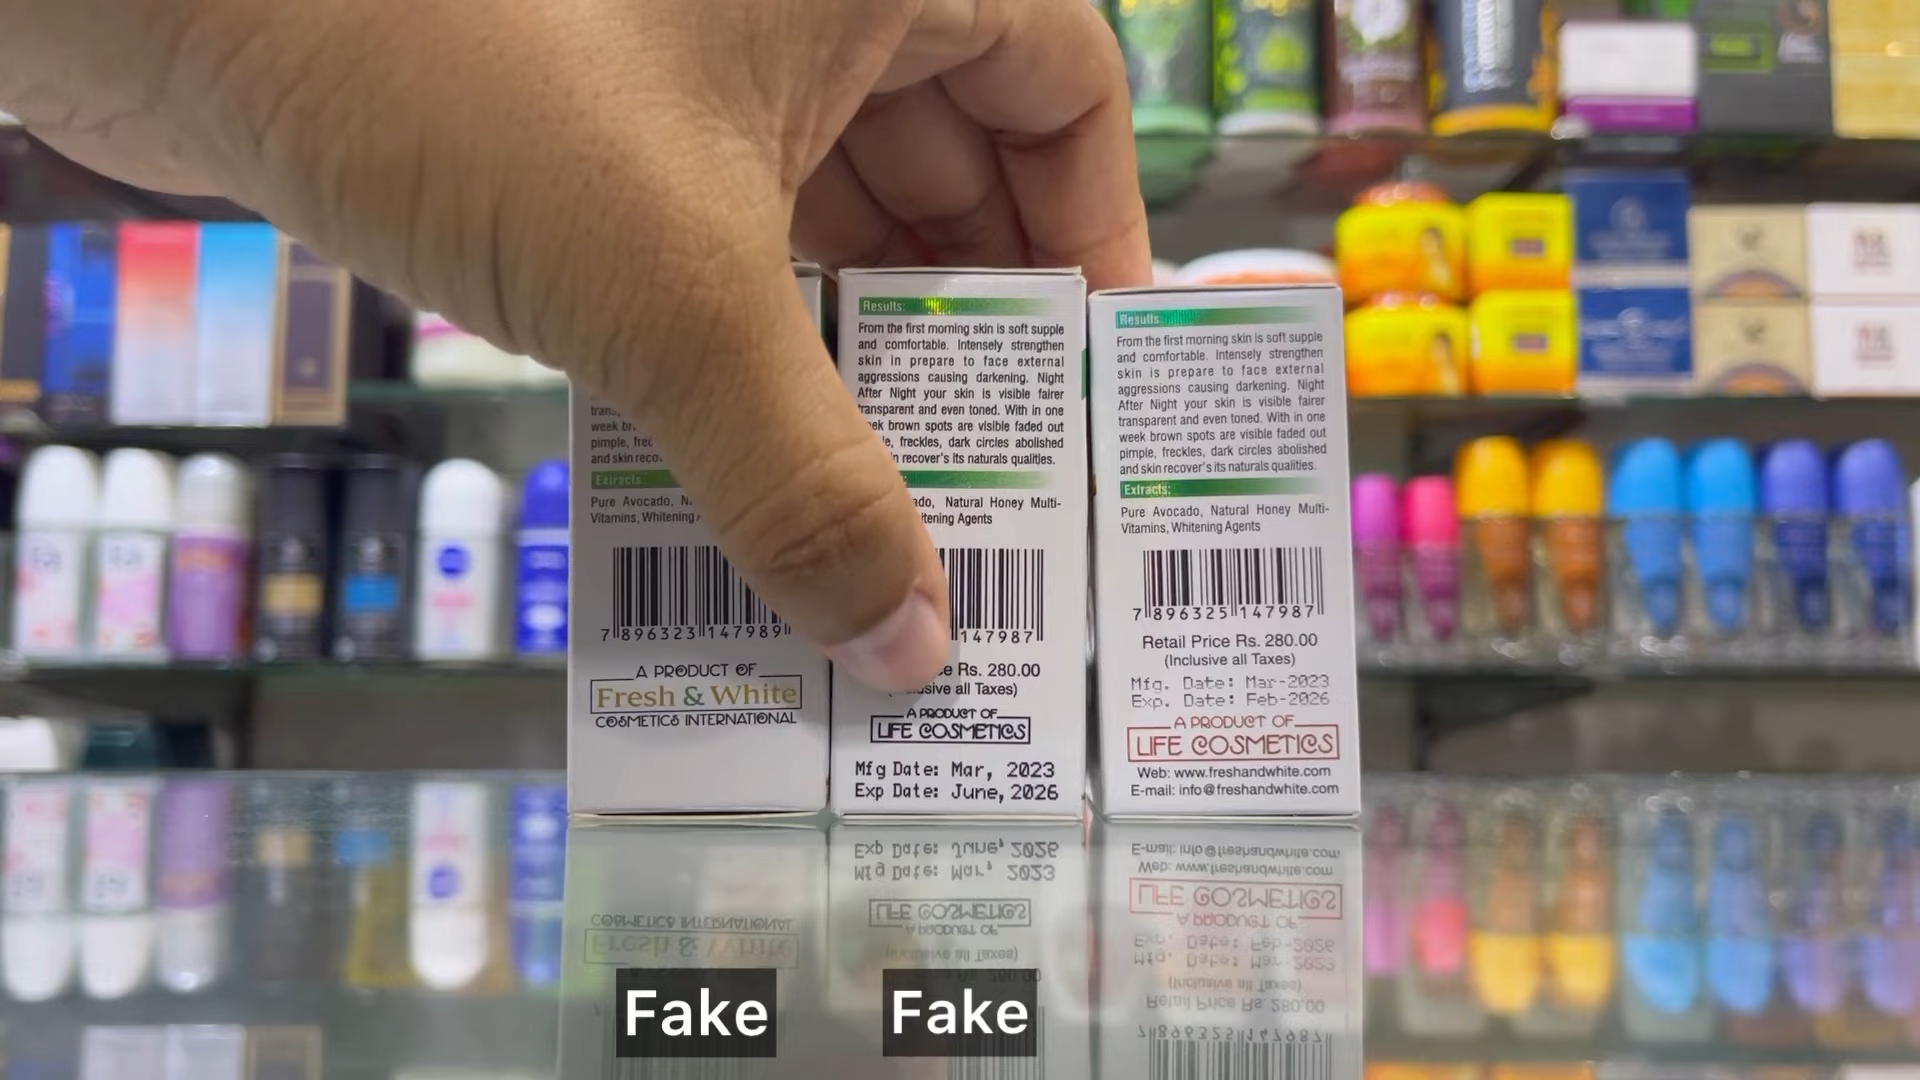 trans
week br
pimple, frec
and skin reco
Extracts
Pure Avocado, N
Vitamins, Whitening
7 896323 147989
A PRODUCT OF
Fresh & White
COSMETICS INTERNATIONAL
Results:
From the first morning skin is soft supple
and comfortable. Intensely strengthen
skin in prepare to face external
aggressions causing darkening. Night
After Night your skin is visible fairer
transparent and even toned. With in one
ek brown spots are visible faded out
le, freckles, dark circles abolished
n recover's its naturals qualities.
ado, Natural Honey Multi-
itening Agents
147987
ce Rs. 280.00
usive all Taxes)
A PRODUCT OF
LIFE COSMETICS
Mfg Date: Mar, 2023
Exp Date: June, 2026
Results:
From the first morning skin is soft supple
and comfortable. Intensely strengthen
skin is prepare to face external
aggressions causing darkening. Night
After Night your skin is visible fairer
transparent and even toned. With in one
week brown spots are visible faded out
pimple, freckles, dark circles abolished
and skin recover's its naturals qualities.
Extracts:
Pure Avocado, Natural Honey Multi-
Vitamins, Whitening Agents
7 896325 147987
Retail Price Rs. 280.00
(Inclusive all Taxes)
Mfg. Date: Mar-2023
Exp. Date: Feb-2026
A PRODUCT OF
LIFE COSMETICS
Web: www.freshandwhite.com
E-mail: info@freshandwhite.com
Fake
Fake